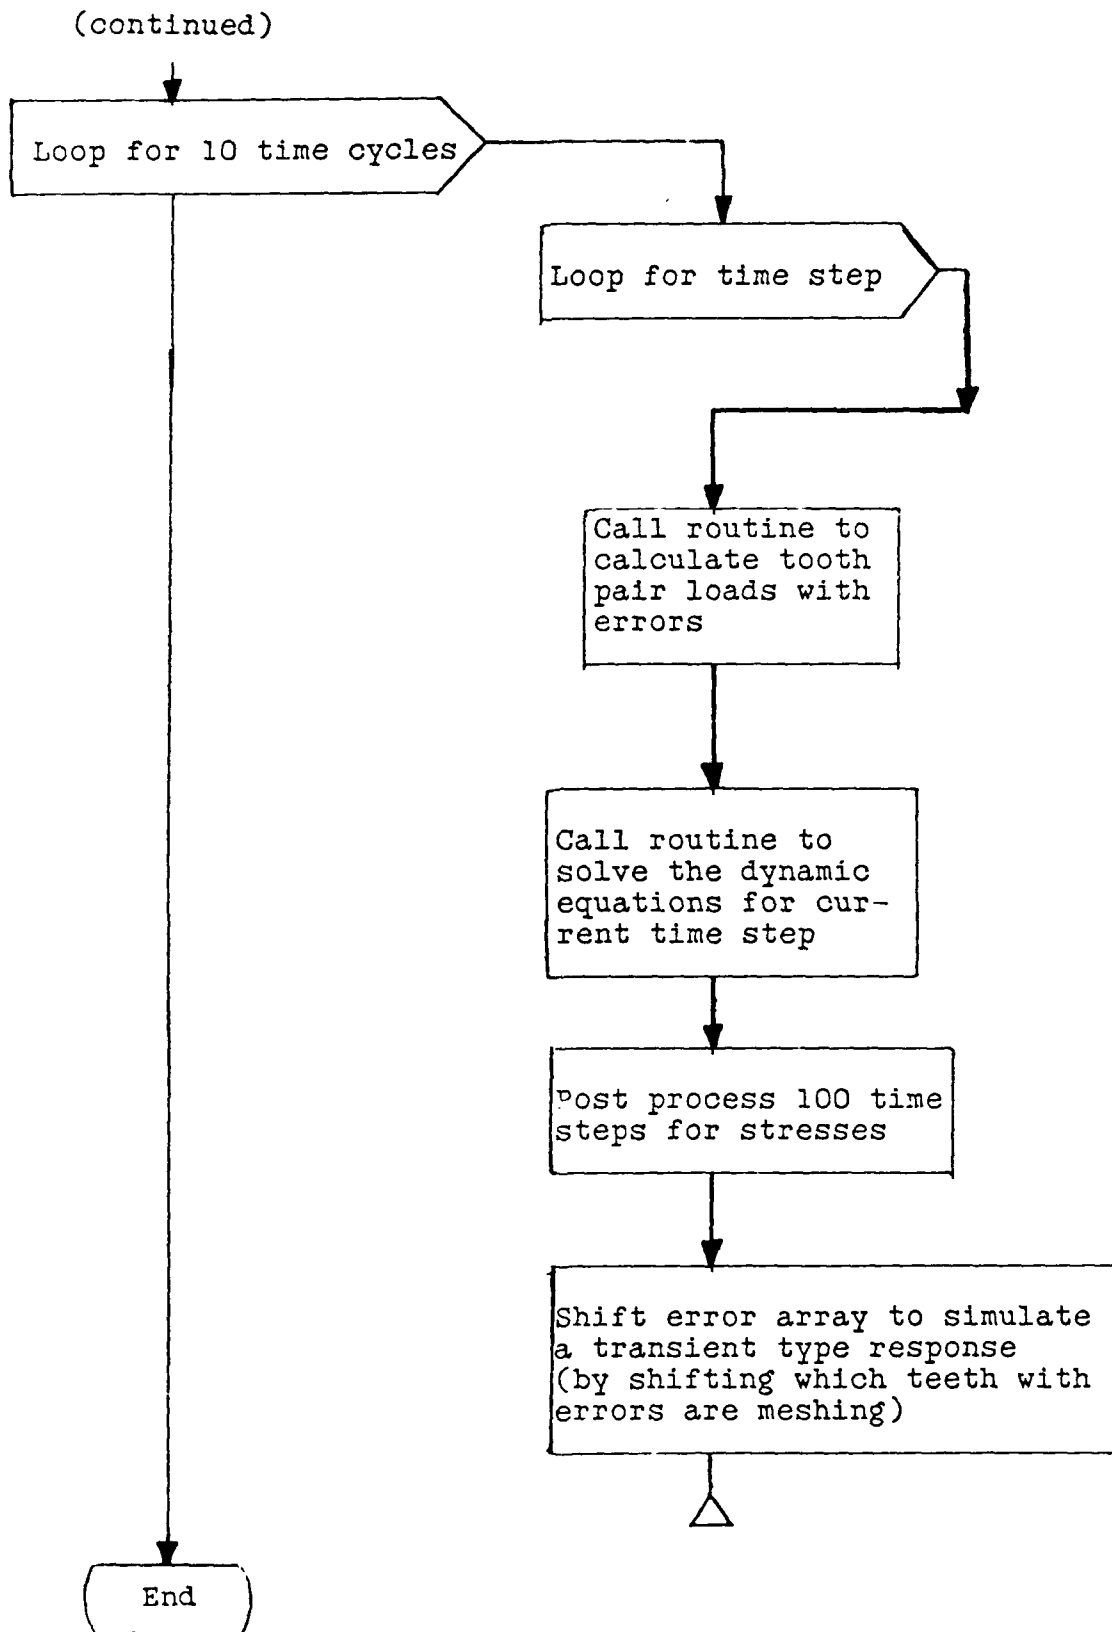 (continued)
Loop for 10 time cycles
Loop for time step
Call routine to
calculate tooth
pair loads with
errors
Call routine to
solve the dynamic
equations for cur-
rent time step
Post process 100 time
steps for stresses
Shift error array to simulate
a transient type response
(by shifting which teeth with
errors are meshing)
End